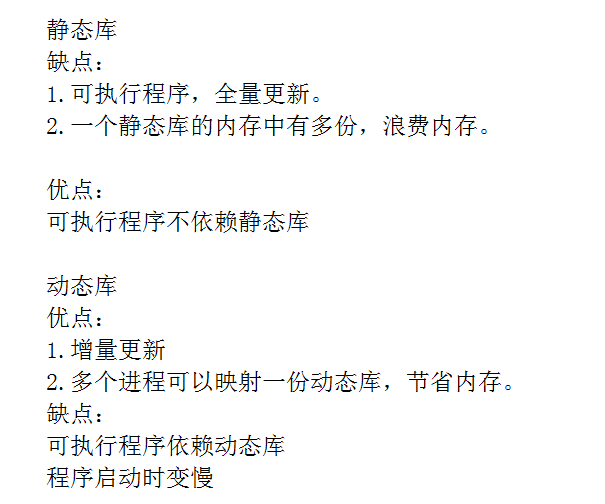 静态库
缺点：
1.可执行程序，全量更新。
2.一个静态库的内存中有多份，浪费内存。
优点：
可执行程序不依赖静态库
动态库
优点：
1.增量更新
2.多个进程可以映射一份动态库，节省内存。
缺点：
可执行程序依赖动态库
程序启动时变慢